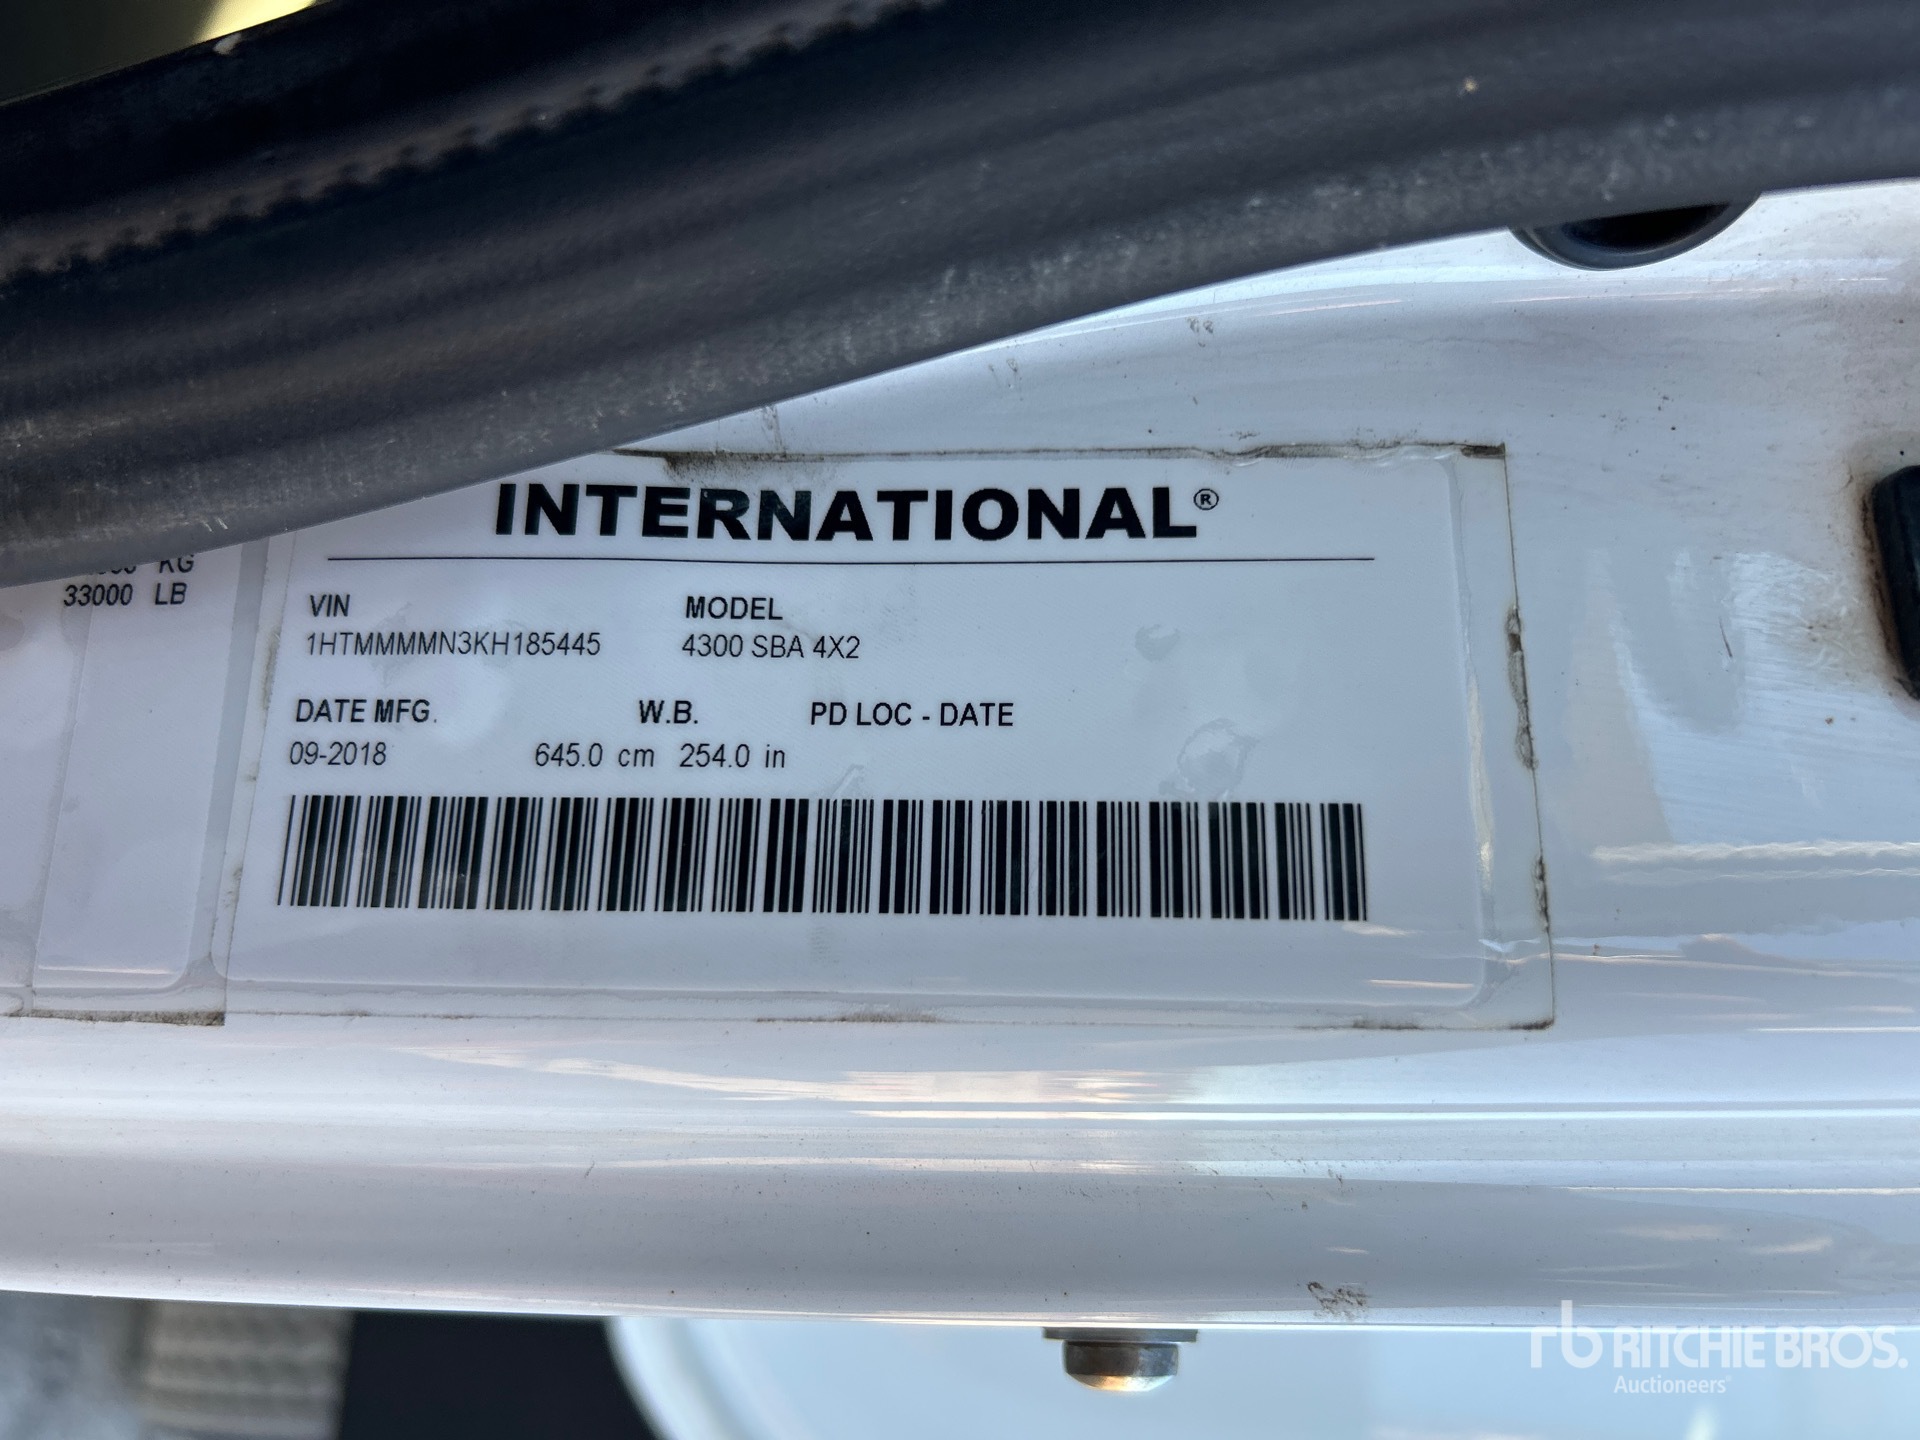 INTERNATIONAL®
KG
33000 LB
VIN MODEL
1HTMMMMN3KH185445 4300 SBA 4X2
DATE MFG. W.B. PD LOC - DATE
09-2018 645.0 cm 254.0 in
rb RITCHIE BROS.
Auctioneers